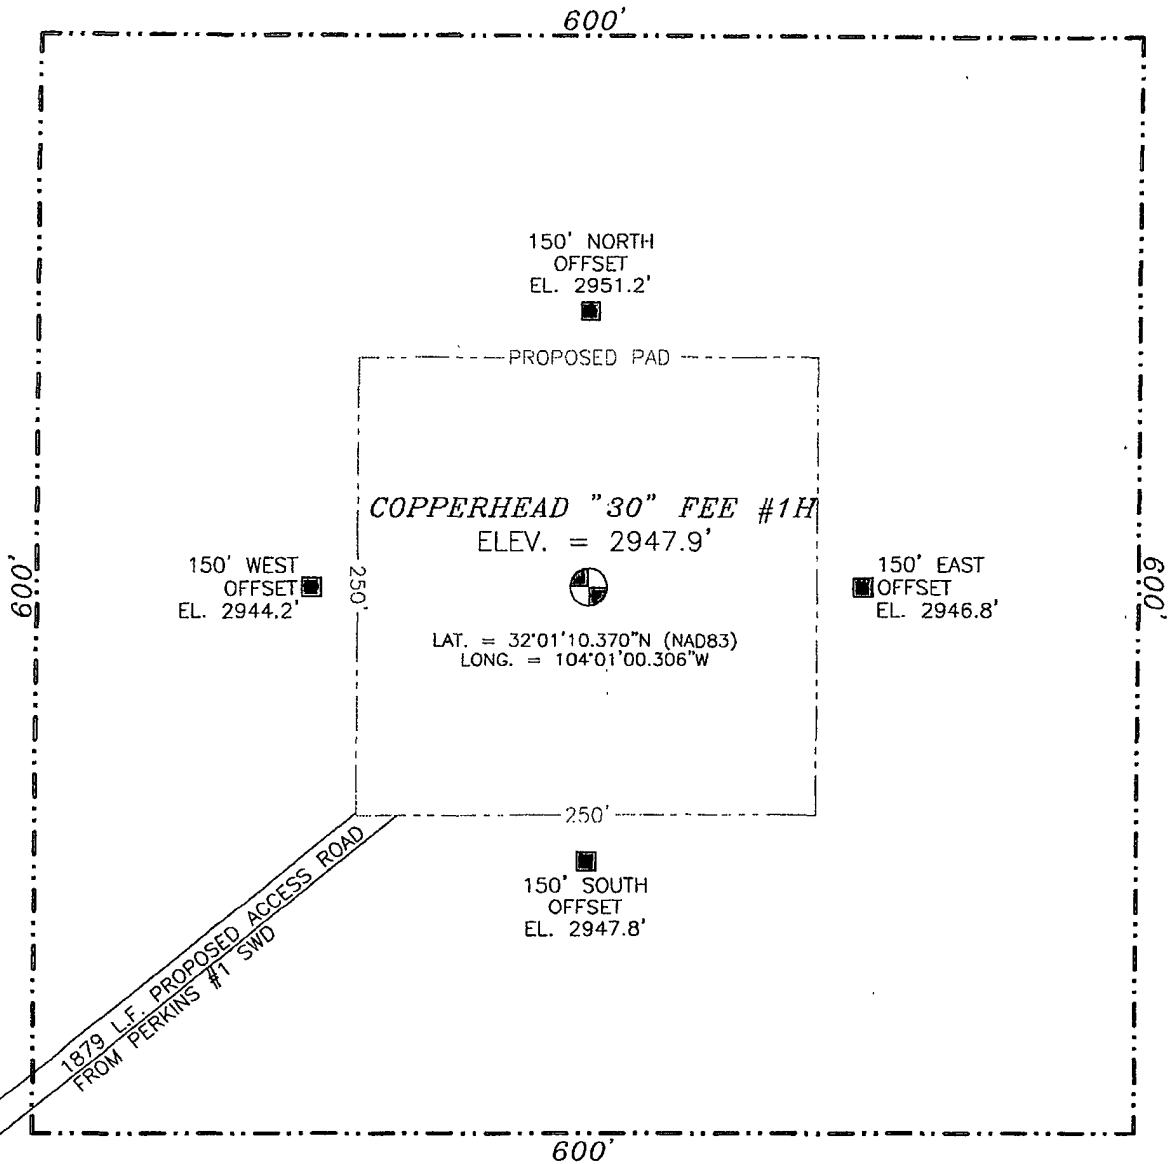 600'
150' NORTH
OFFSET
EL. 2951.2'
PROPOSED PAD
COPPERHEAD "30" FEE #1H
ELEV. = 2947.9'
600'
150' WEST
OFFSET
EL. 2944.2'
250'
150' EAST
OFFSET
EL. 2946.8'
600'
LAT. = 32°01'10.370"N (NAD83)
LONG. = 104°01'00.306"W
250'
150' SOUTH
OFFSET
EL. 2947.8'
1879 L.F. PROPOSED ACCESS ROAD
FROM PERKINS #1 SWD
600'